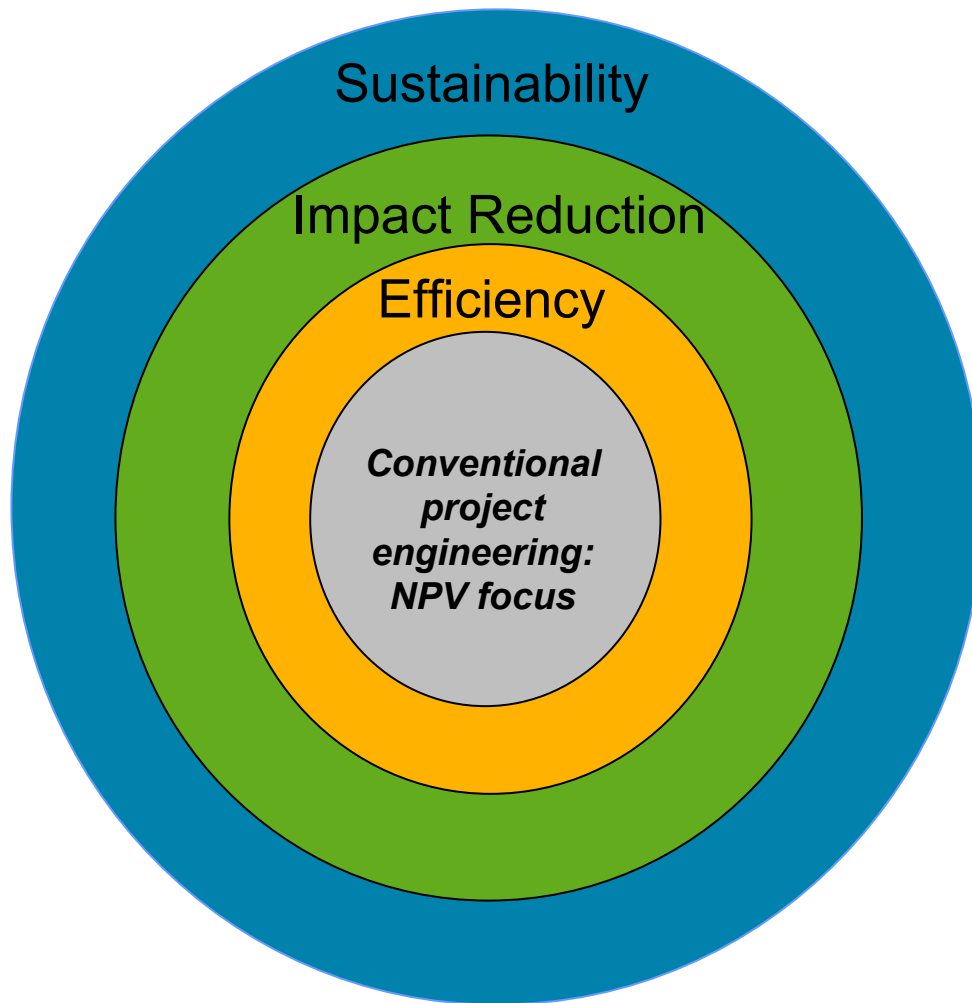 Sustainability
Impact Reduction
Efficiency
Conventional
project
engineering:
NPV focus